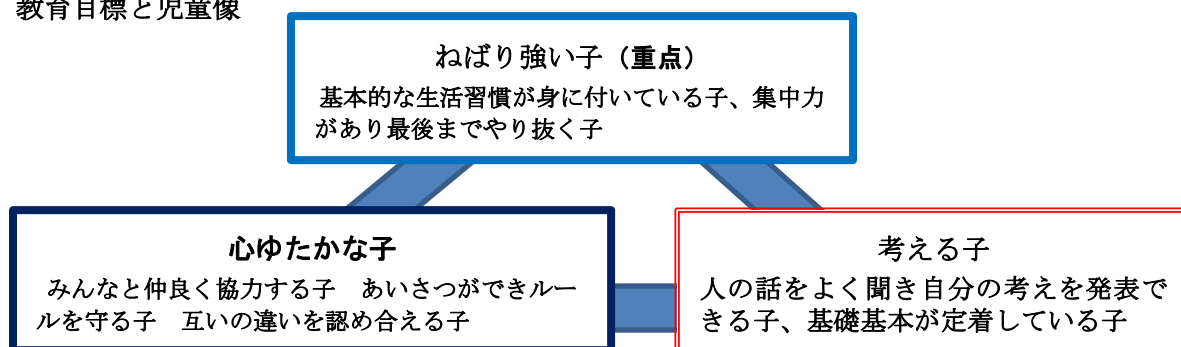 教育目標と児童像
ねばり強い子（重点）
基本的な生活習慣が身に付いている子、集中力
があり最後までやり抜く子
心ゆたかな子
みんなと仲良く協力する子　あいさつができルー
ルを守る子　互いの違いを認め合える子
考える子
人の話をよく聞き自分の考えを発表で
きる子、基礎基本が定着している子